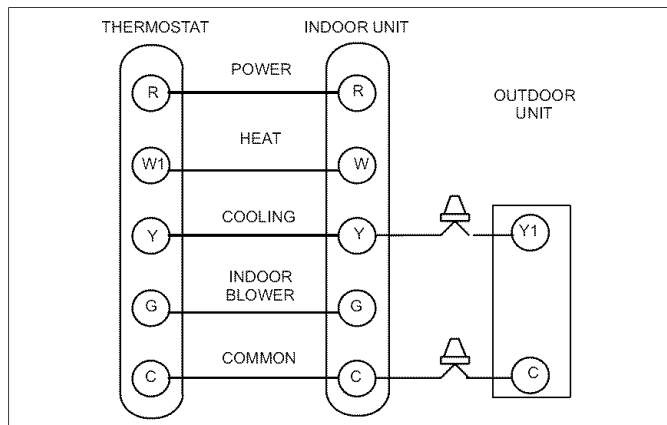 THERMOSTAT
INDOOR UNIT
OUTDOOR
UNIT
R
POWER
R
W1
HEAT
W
Y
COOLING
Y
Y1
G
INDOOR
BLOWER
G
C
COMMON
C
C